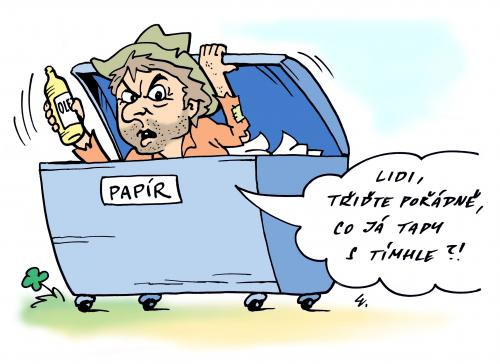 OLEJ
PAPÍR
LIDI,
TŘIĎTE POŘÁDNĚ,
CO JÁ TADY
S TÍMHLE ?!